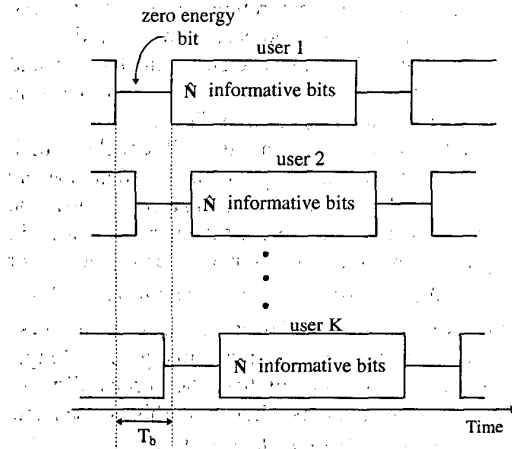 zero energy
bit
user 1
N̂ informative bits
user 2
N̂ informative bits
user K
N̂ informative bits
Time
T_b